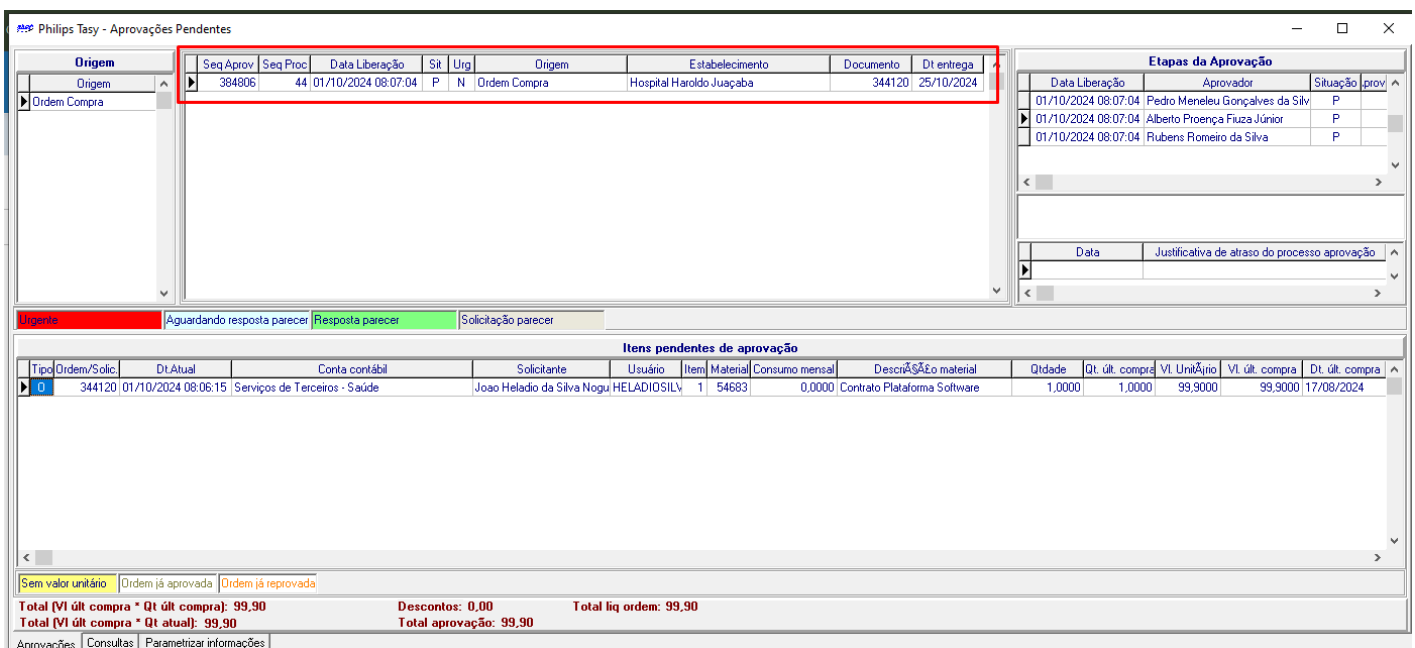 Philips Tasy - Aprovações Pendentes
Origem
Origem
Ordem Compra
Seq Aprov Seq Proc Data Liberação Sit Urg Origem Estabelecimento Documento Dt entrega
384806 44 01/10/2024 08:07:04 P N Ordem Compra Hospital Haroldo Juaçaba 344120 25/10/2024
Etapas da Aprovação
Data Liberação Aprovador Situação .prov
01/10/2024 08:07:04 Pedro Meneleu Gonçalves da Silv P
01/10/2024 08:07:04 Alberto Proença Fiuza Júnior P
01/10/2024 08:07:04 Rubens Romeiro da Silva P
Data Justificativa de atraso do processo aprovação
Urgente Aguardando resposta parecer Resposta parecer Solicitação parecer
Itens pendentes de aprovação
Tipo Ordem/Solic. Dt.Atual Conta contábil Solicitante Usuário Item Material Consumo mensal DescriÃ§Ã£o material Qtdade Qt. últ. compra Vl. UnitÃ¡rio Vl. últ. compra Dt. últ. compra
O 344120 01/10/2024 08:06:15 Serviços de Terceiros - Saúde Joao Heladio da Silva Nogu HELADIOSILV 1 54683 0,0000 Contrato Plataforma Software 1,0000 1,0000 99,9000 99,9000 17/08/2024
Sem valor unitário Ordem já aprovada Ordem já reprovada
Total (Vl últ compra * Qt últ compra): 99,90 Descontos: 0,00 Total liq ordem: 99,90
Total (Vl últ compra * Qt atual): 99,90 Total aprovação: 99,90
Aprovações Consultas Parametrizar informações